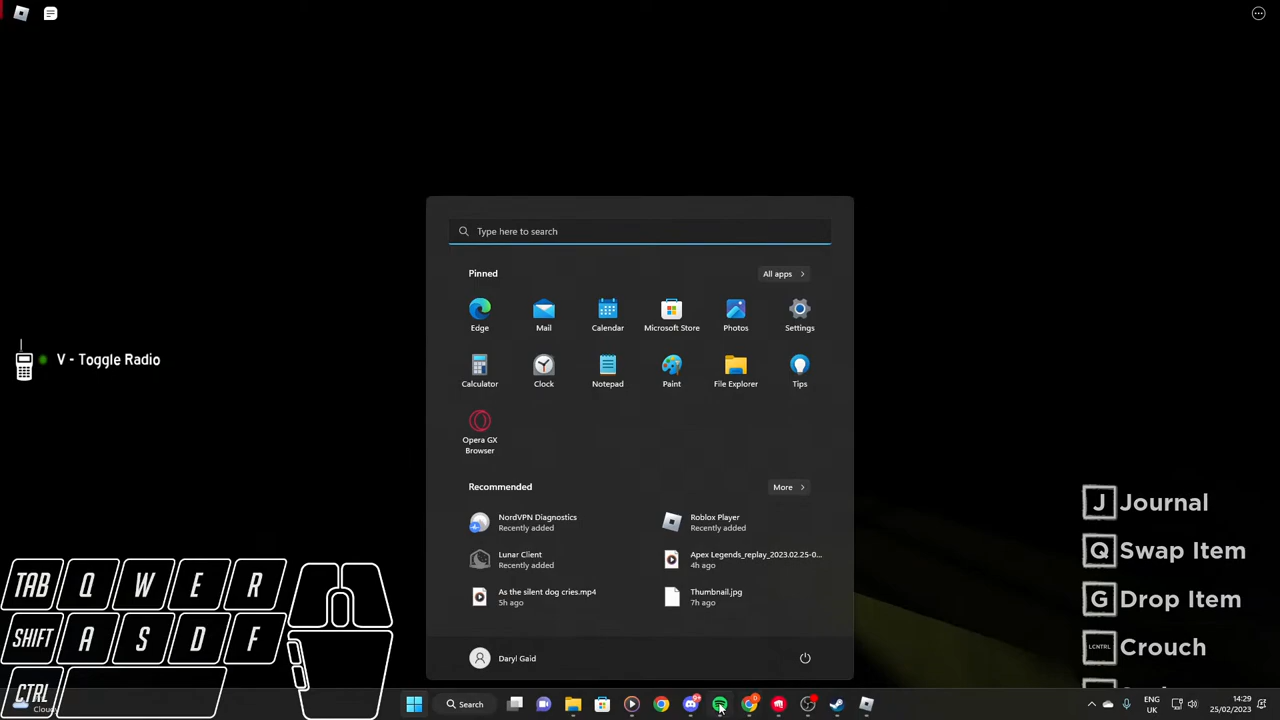 Type here to search
Pinned
All apps
Edge
Mail
Calendar
Microsoft Store
Photos
Settings
V - Toggle Radio
Calculator
Clock
Notepad
Paint
File Explorer
Tips
Opera GX
Browser
Recommended
More
NordVPN Diagnostics
Recently added
Roblox Player
Recently added
Lunar Client
Recently added
Apex Legends_replay_2023.02.25-0...
4h ago
As the silent dog cries.mp4
5h ago
Thumbnail.jpg
7h ago
Daryl Gaid
J Journal
Q Swap Item
G Drop Item
LCNTRL Crouch
TAB Q W E R
SHIFT A S D F
CTRL
Search
ENG
UK
14:29
25/02/2023